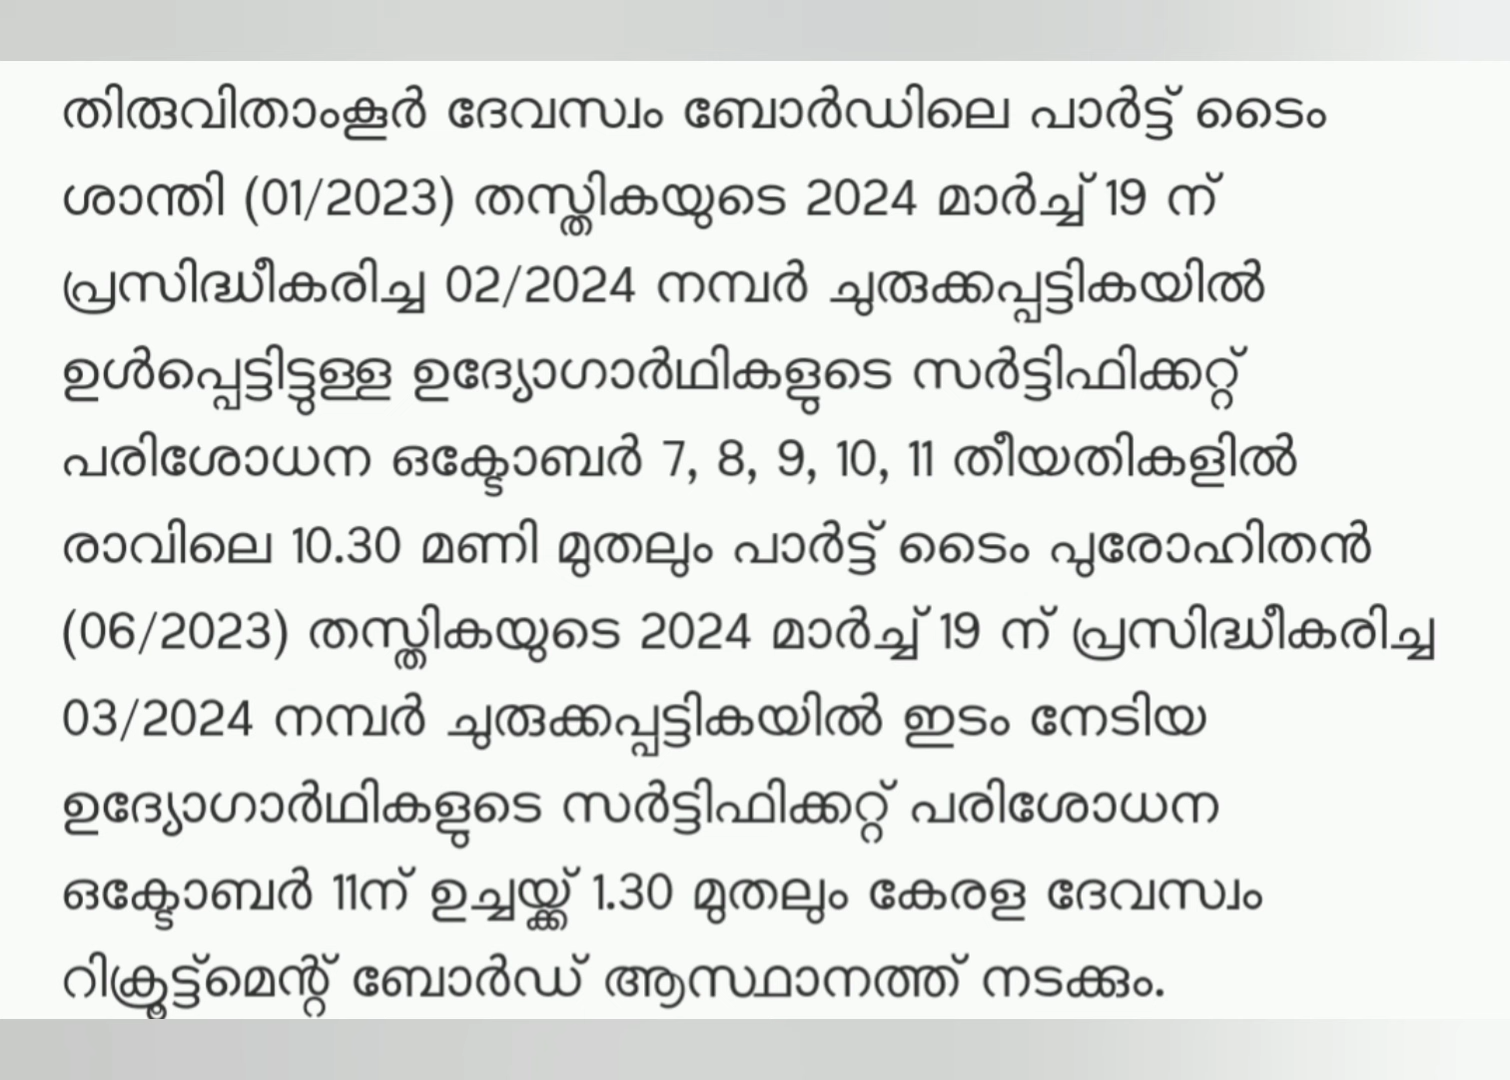 തിരുവിതാംകൂർ ദേവസ്വം ബോർഡിലെ പാർട്ട് ടൈം
ശാന്തി (01/2023) തസ്തികയുടെ 2024 മാർച്ച് 19 ന്
പ്രസിദ്ധീകരിച്ച 02/2024 നമ്പർ ചുരുക്കപ്പട്ടികയിൽ
ഉൾപ്പെട്ടിട്ടുള്ള ഉദ്യോഗാർഥികളുടെ സർട്ടിഫിക്കറ്റ്
പരിശോധന ഒക്ടോബർ 7, 8, 9, 10, 11 തീയതികളിൽ
രാവിലെ 10.30 മണി മുതലും പാർട്ട് ടൈം പുരോഹിതൻ
(06/2023) തസ്തികയുടെ 2024 മാർച്ച് 19 ന് പ്രസിദ്ധീകരിച്ച
03/2024 നമ്പർ ചുരുക്കപ്പട്ടികയിൽ ഇടം നേടിയ
ഉദ്യോഗാർഥികളുടെ സർട്ടിഫിക്കറ്റ് പരിശോധന
ഒക്ടോബർ 11ന് ഉച്ചയ്ക്ക് 1.30 മുതലും കേരള ദേവസ്വം
റിക്രൂട്ട്മെന്റ് ബോർഡ് ആസ്ഥാനത്ത് നടക്കും.